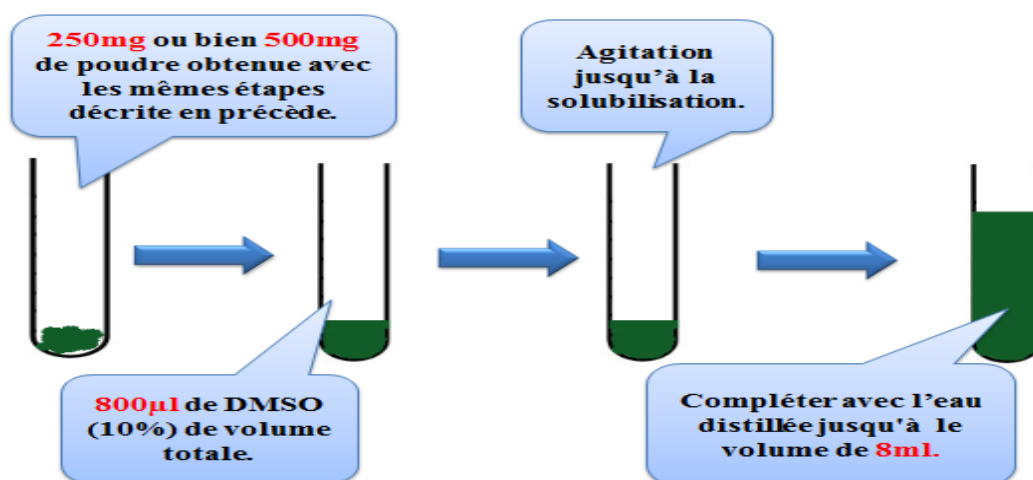 250mg ou bien 500mg
de poudre obtenue avec
les mêmes étapes
décrite en précède.
800µl de DMSO
(10%) de volume
totale.
Agitation
jusqu'à la
solubilisation.
Compléter avec l'eau
distillée jusqu'à le
volume de 8ml.